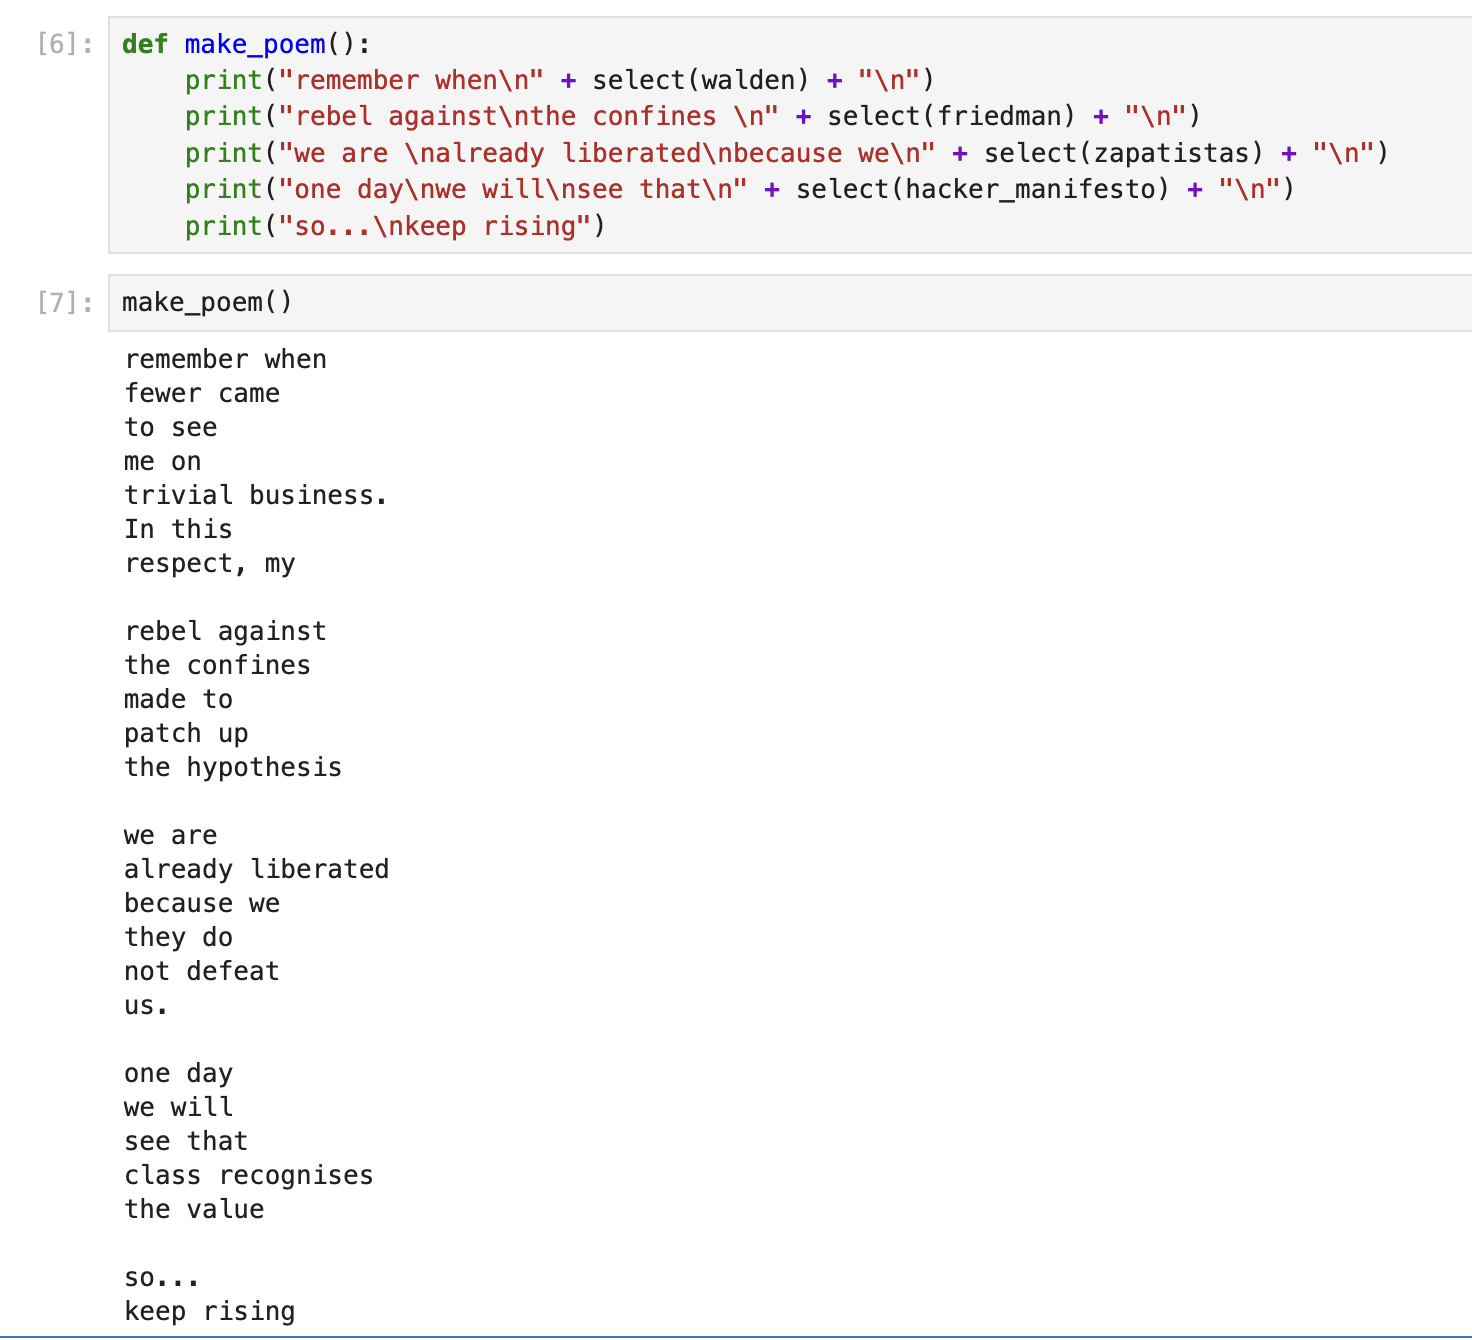 [6]: def make_poem():
    print("remember when\n" + select(walden) + "\n")
    print("rebel against\nthe confines \n" + select(friedman) + "\n")
    print("we are \nalready liberated\nbecause we\n" + select(zapatistas) + "\n")
    print("one day\nwe will\nsee that\n" + select(hacker_manifesto) + "\n")
    print("so...\nkeep rising")
[7]: make_poem()
remember when
fewer came
to see
me on
trivial business.
In this
respect, my

rebel against
the confines
made to
patch up
the hypothesis

we are
already liberated
because we
they do
not defeat
us.

one day
we will
see that
class recognises
the value

so...
keep rising